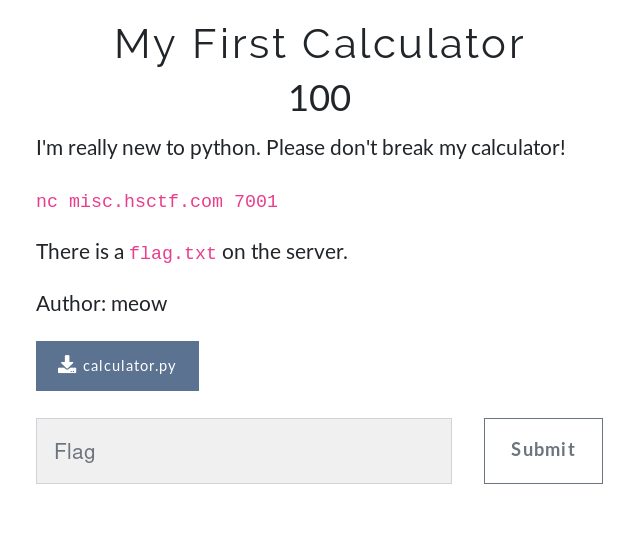 My First Calculator
100
I'm really new to python. Please don't break my calculator!
nc misc.hsctf.com 7001
There is a flag.txt on the server.
Author: meow
calculator.py
Flag
Submit